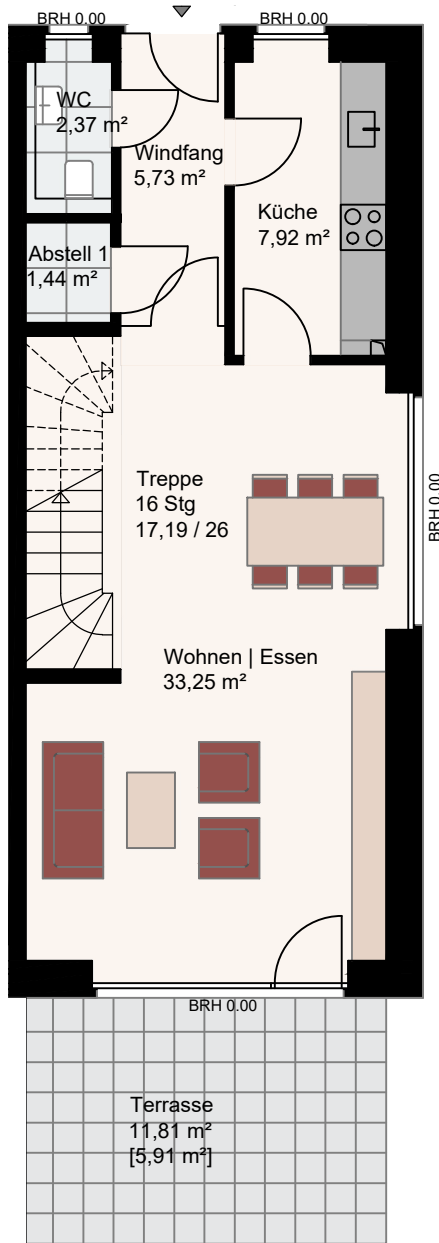 BRH 0.00
BRH 0.00
WC
2,37 m²
Windfang
5,73 m²
Küche
7,92 m²
Abstell 1
1,44 m²
Treppe
16 Stg
17,19 / 26
BRH 0.00
Wohnen | Essen
33,25 m²
BRH 0.00
Terrasse
11,81 m²
[5,91 m²]